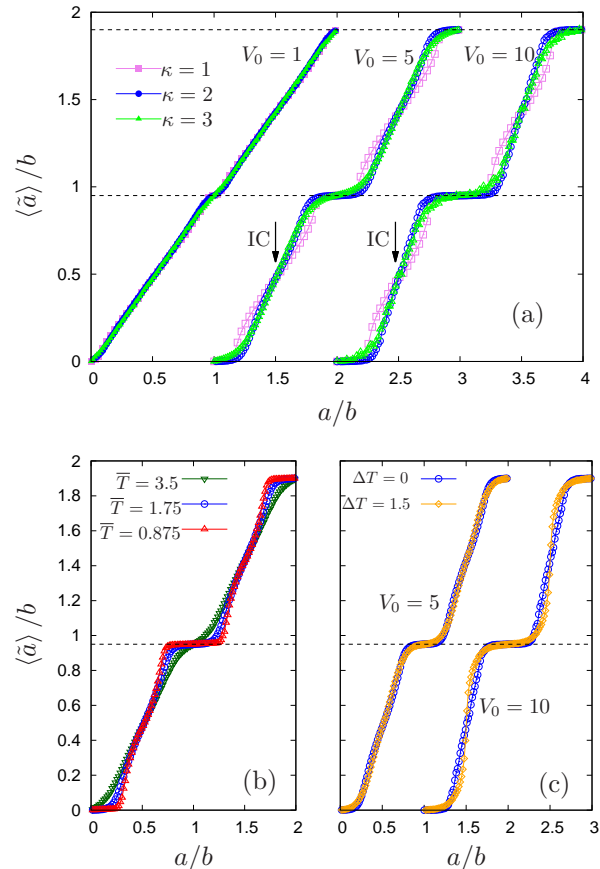 2
1.5
1
0.5
0
⟨ã⟩/b
κ = 1
κ = 2
κ = 3
V₀ = 1
V₀ = 5
V₀ = 10
IC
IC
(a)
0 0.5 1 1.5 2 2.5 3 3.5 4
a/b
2
1.8
1.6
1.4
1.2
1
0.8
0.6
0.4
0.2
0
⟨ã⟩/b
T̅ = 3.5
T̅ = 1.75
T̅ = 0.875
(b)
0 0.5 1 1.5 2
a/b
ΔT = 0
ΔT = 1.5
V₀ = 5
V₀ = 10
(c)
0 0.5 1 1.5 2 2.5 3
a/b